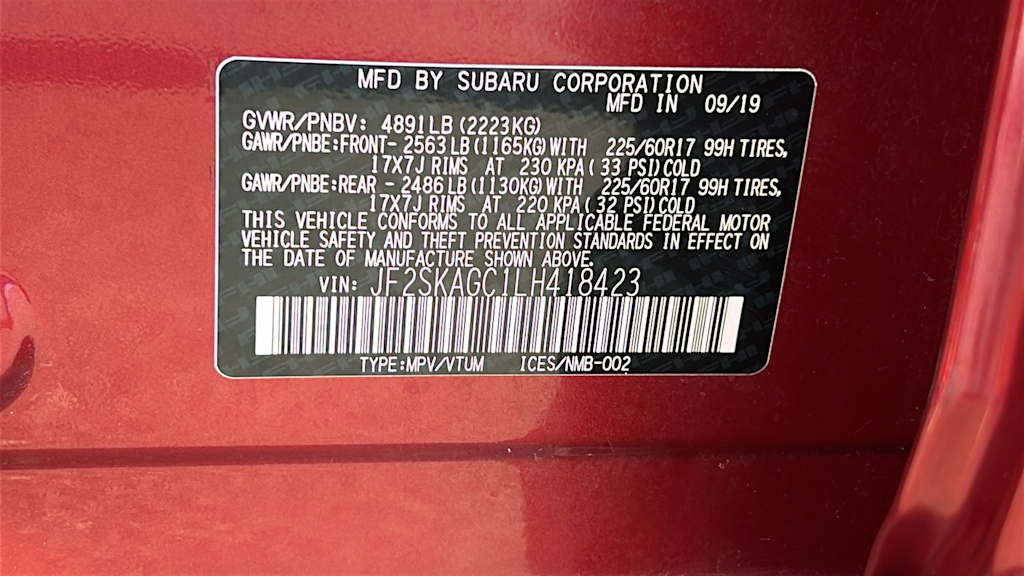 MFD BY SUBARU CORPORATION
MFD IN 09/19
GVWR/PNBV: 4891LB (2223KG)
GAWR/PNBE:FRONT- 2563LB (1165KG)WITH 225/60R17 99H TIRES,
17X7J RIMS AT 230 KPA( 33 PSI)COLD
GAWR/PNBE:REAR - 2486LB (1130KG)WITH 225/60R17 99H TIRES,
17X7J RIMS AT 220 KPA( 32 PSI)COLD
THIS VEHICLE CONFORMS TO ALL APPLICABLE FEDERAL MOTOR
VEHICLE SAFETY AND THEFT PREVENTION STANDARDS IN EFFECT ON
THE DATE OF MANUFACTURE SHOWN ABOVE.
VIN: JF2SKAGC1LH418423
TYPE:MPV/VTUM ICES/NMB-002